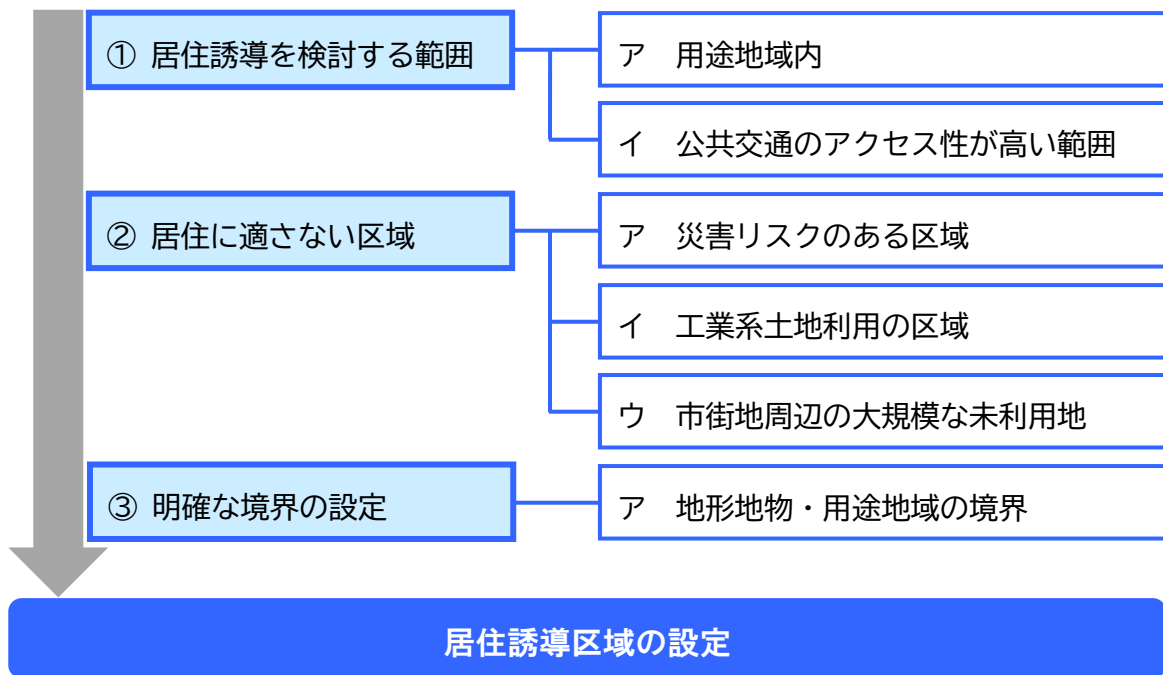 ① 居住誘導を検討する範囲
ア 用途地域内
イ 公共交通のアクセス性が高い範囲
② 居住に適さない区域
ア 災害リスクのある区域
イ 工業系土地利用の区域
ウ 市街地周辺の大規模な未利用地
③ 明確な境界の設定
ア 地形地物・用途地域の境界
居住誘導区域の設定